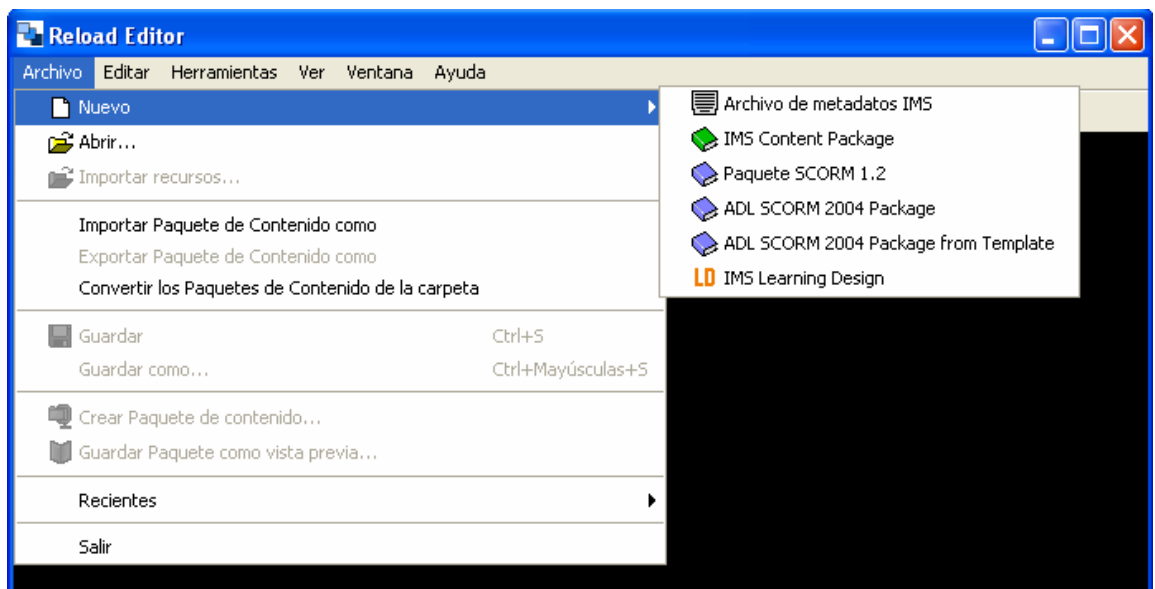 Reload Editor
Archivo Editar Herramientas Ver Ventana Ayuda
Nuevo
Abrir...
Importar recursos...
Importar Paquete de Contenido como
Exportar Paquete de Contenido como
Convertir los Paquetes de Contenido de la carpeta
Guardar Ctrl+S
Guardar como... Ctrl+Mayúsculas+S
Crear Paquete de contenido...
Guardar Paquete como vista previa...
Recientes
Salir
Archivo de metadatos IMS
IMS Content Package
Paquete SCORM 1.2
ADL SCORM 2004 Package
ADL SCORM 2004 Package from Template
LD IMS Learning Design